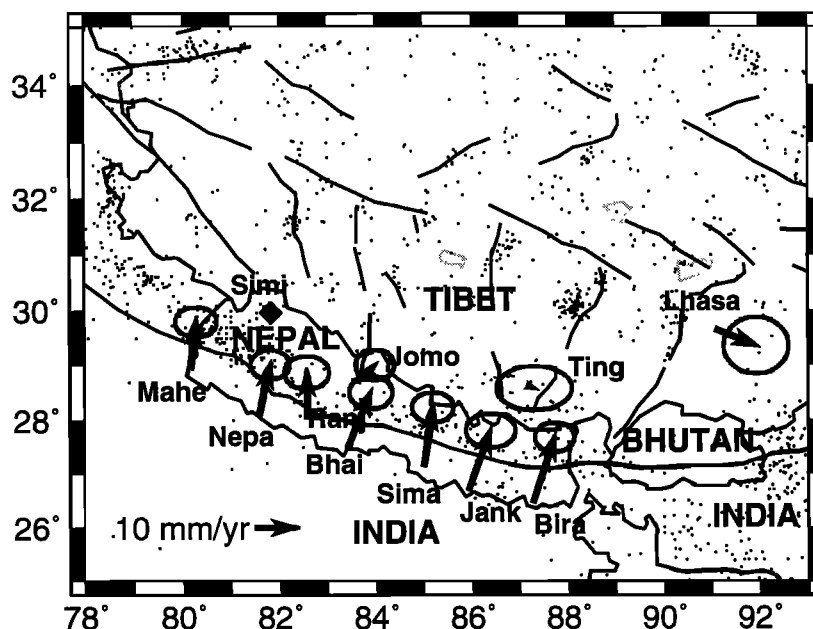 34°
32°
30°
28°
26°
Simi
TIBET
Lhasa
NEPAL
Jomo
Ting
Mahe
Nepa
Bhai
BHUTAN
Sima
Jank
Bira
INDIA
10 mm/yr
INDIA
78°
80°
82°
84°
86°
88°
90°
92°